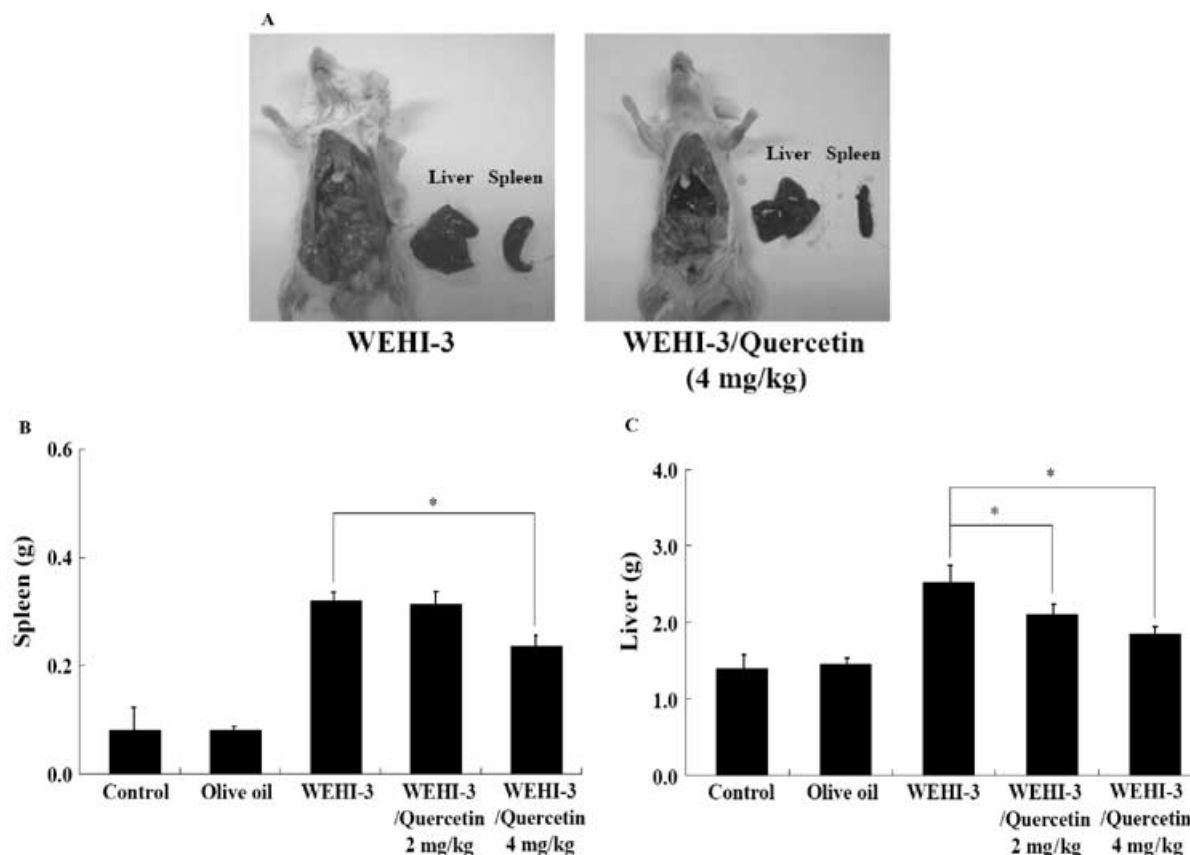 A
Liver Spleen
Liver Spleen
WEHI-3
WEHI-3/Quercetin
(4 mg/kg)
B
Spleen (g)
0.6
0.4
0.2
0.0
*
Control
Olive oil
WEHI-3
WEHI-3
/Quercetin
2 mg/kg
WEHI-3
/Quercetin
4 mg/kg
C
Liver (g)
4.0
3.0
2.0
1.0
0.0
*
*
Control
Olive oil
WEHI-3
WEHI-3
/Quercetin
2 mg/kg
WEHI-3
/Quercetin
4 mg/kg